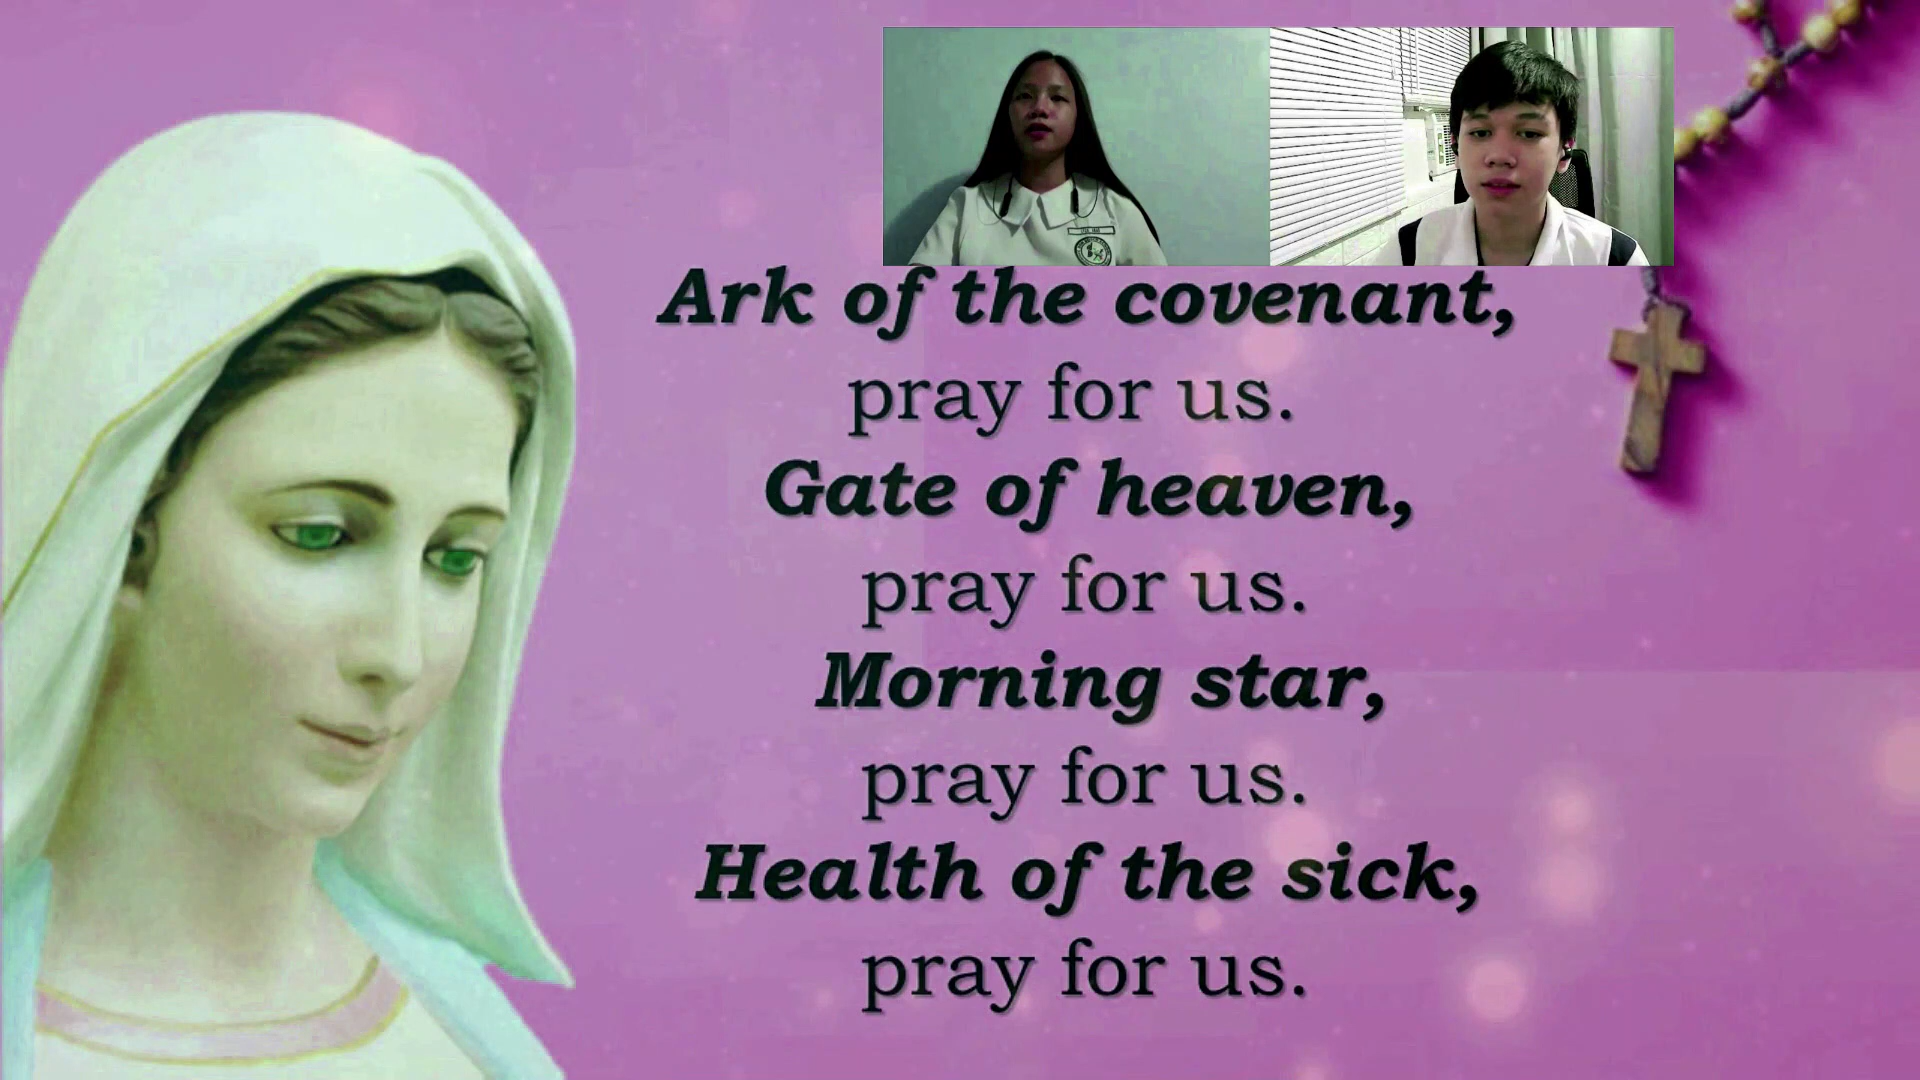 Ark of the covenant,
pray for us.
Gate of heaven,
pray for us.
Morning star,
pray for us.
Health of the sick,
pray for us.